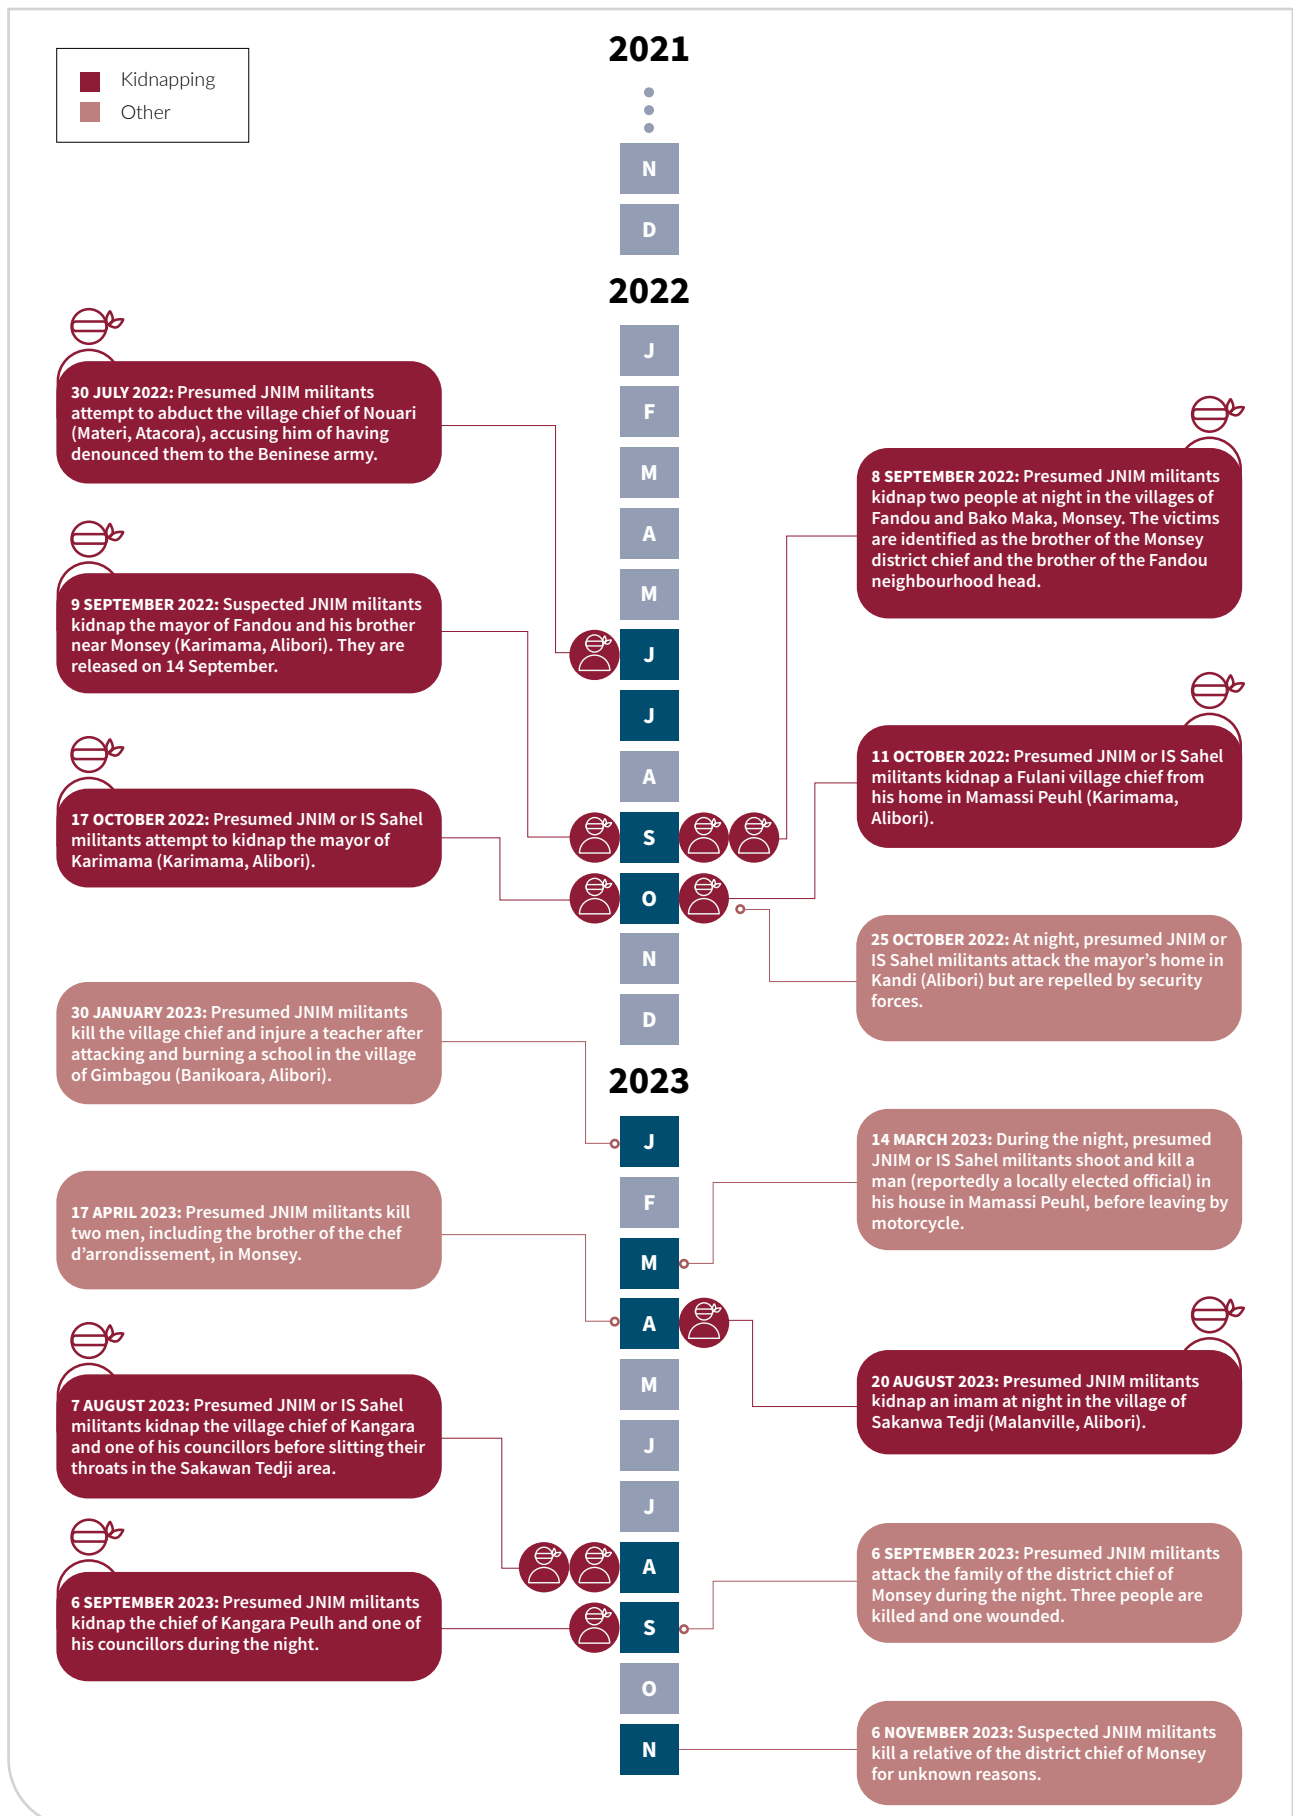 Kidnapping
Other
2021
N
D
2022
J
F
M
A
M
J
J
A
S
O
N
D
2023
J
F
M
A
M
J
J
A
S
O
N
30 JULY 2022: Presumed JNIM militants
attempt to abduct the village chief of Nouari
(Materi, Atacora), accusing him of having
denounced them to the Beninese army.
8 SEPTEMBER 2022: Presumed JNIM militants
kidnap two people at night in the villages of
Fandou and Bako Maka, Monsey. The victims
are identified as the brother of the Monsey
district chief and the brother of the Fandou
neighbourhood head.
9 SEPTEMBER 2022: Suspected JNIM militants
kidnap the mayor of Fandou and his brother
near Monsey (Karimama, Alibori). They are
released on 14 September.
11 OCTOBER 2022: Presumed JNIM or IS Sahel
militants kidnap a Fulani village chief from
his home in Mamassi Peuhl (Karimama,
Alibori).
17 OCTOBER 2022: Presumed JNIM or IS Sahel
militants attempt to kidnap the mayor of
Karimama (Karimama, Alibori).
25 OCTOBER 2022: At night, presumed JNIM or
IS Sahel militants attack the mayor's home in
Kandi (Alibori) but are repelled by security
forces.
30 JANUARY 2023: Presumed JNIM militants
kill the village chief and injure a teacher after
attacking and burning a school in the village
of Gimbagou (Banikoara, Alibori).
14 MARCH 2023: During the night, presumed
JNIM or IS Sahel militants shoot and kill a
man (reportedly a locally elected official) in
his house in Mamassi Peuhl, before leaving by
motorcycle.
17 APRIL 2023: Presumed JNIM militants kill
two men, including the brother of the chef
d'arrondissement, in Monsey.
20 AUGUST 2023: Presumed JNIM militants
kidnap an imam at night in the village of
Sakanwa Tedji (Malanville, Alibori).
7 AUGUST 2023: Presumed JNIM or IS Sahel
militants kidnap the village chief of Kangara
and one of his councillors before slitting their
throats in the Sakawan Tedji area.
6 SEPTEMBER 2023: Presumed JNIM militants
attack the family of the district chief of
Monsey during the night. Three people are
killed and one wounded.
6 SEPTEMBER 2023: Presumed JNIM militants
kidnap the chief of Kangara Peulh and one of
his councillors during the night.
6 NOVEMBER 2023: Suspected JNIM militants
kill a relative of the district chief of Monsey
for unknown reasons.